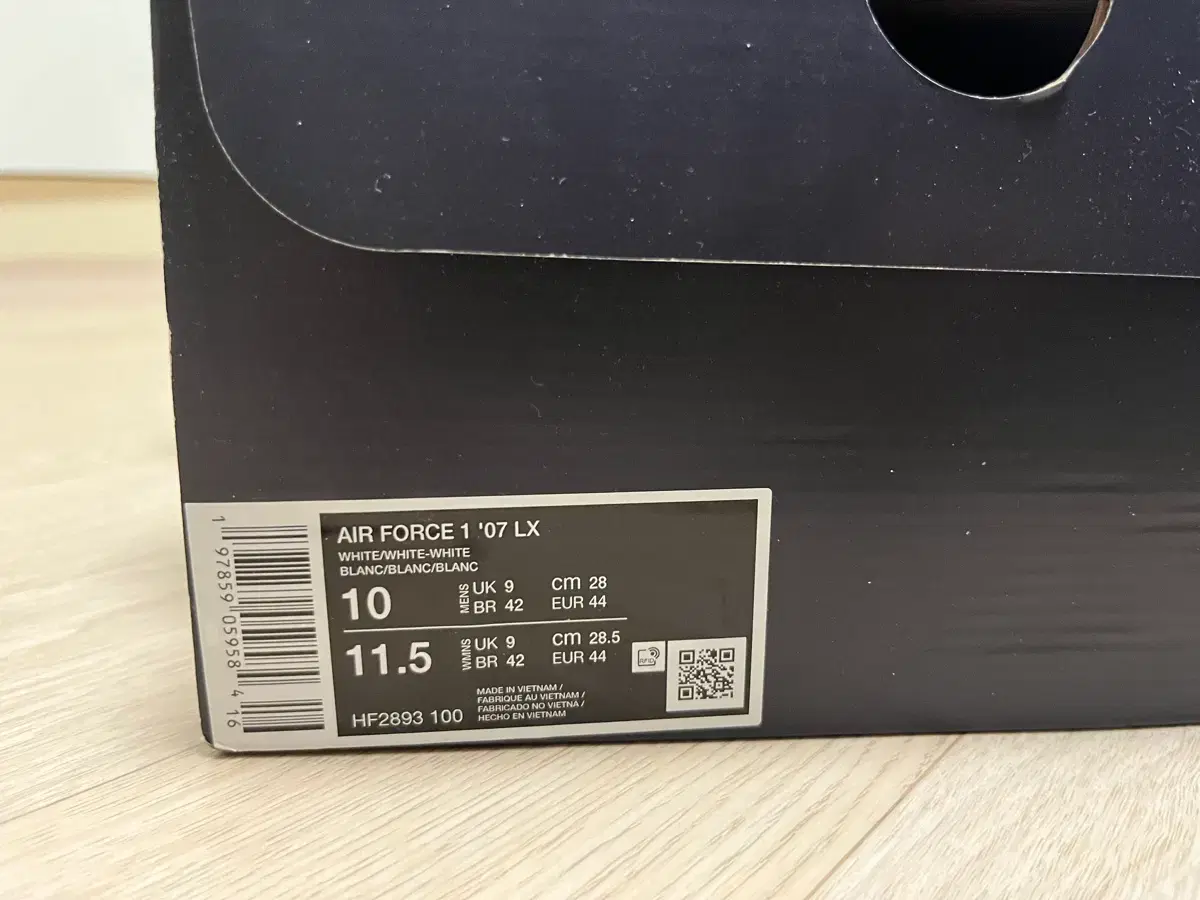 AIR FORCE 1 '07 LX
WHITE/WHITE-WHITE
BLANC/BLANC/BLANC
10 MENS UK 9 CM 28
BR 42 EUR 44
11.5 WMNS UK 9 CM 28.5
BR 42 EUR 44
RFID
HF2893 100
MADE IN VIETNAM /
FABRIQUE AU VIETNAM /
FABRICADO NO VIETNA /
HECHO EN VIETNAM
1 97859 05958 4 16